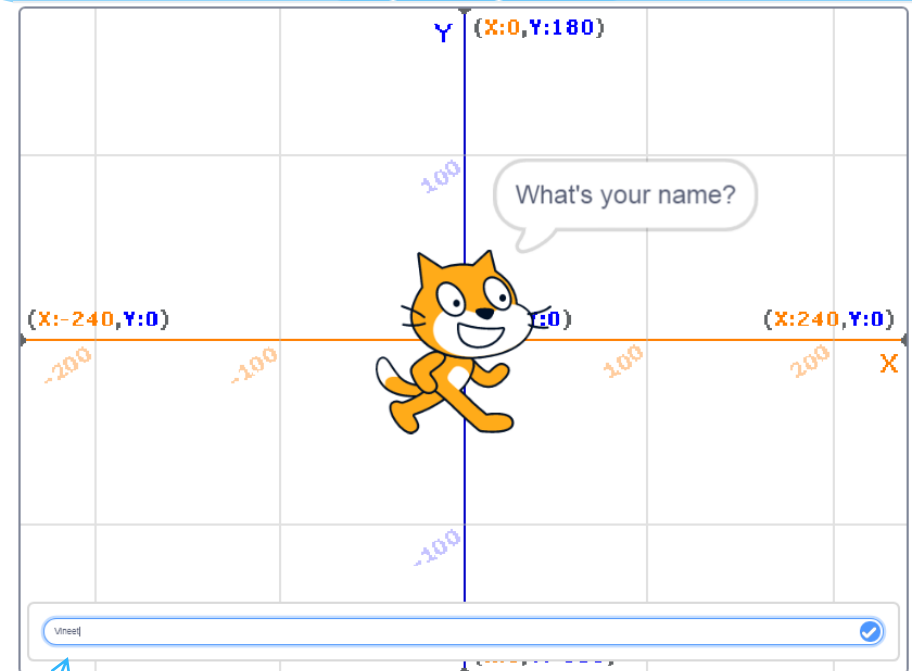 Y (X:0,Y:180)
100
What's your name?
(X:-240,Y:0) :0) (X:240,Y:0)
-200 -100 100 200 X
-100
Vineet